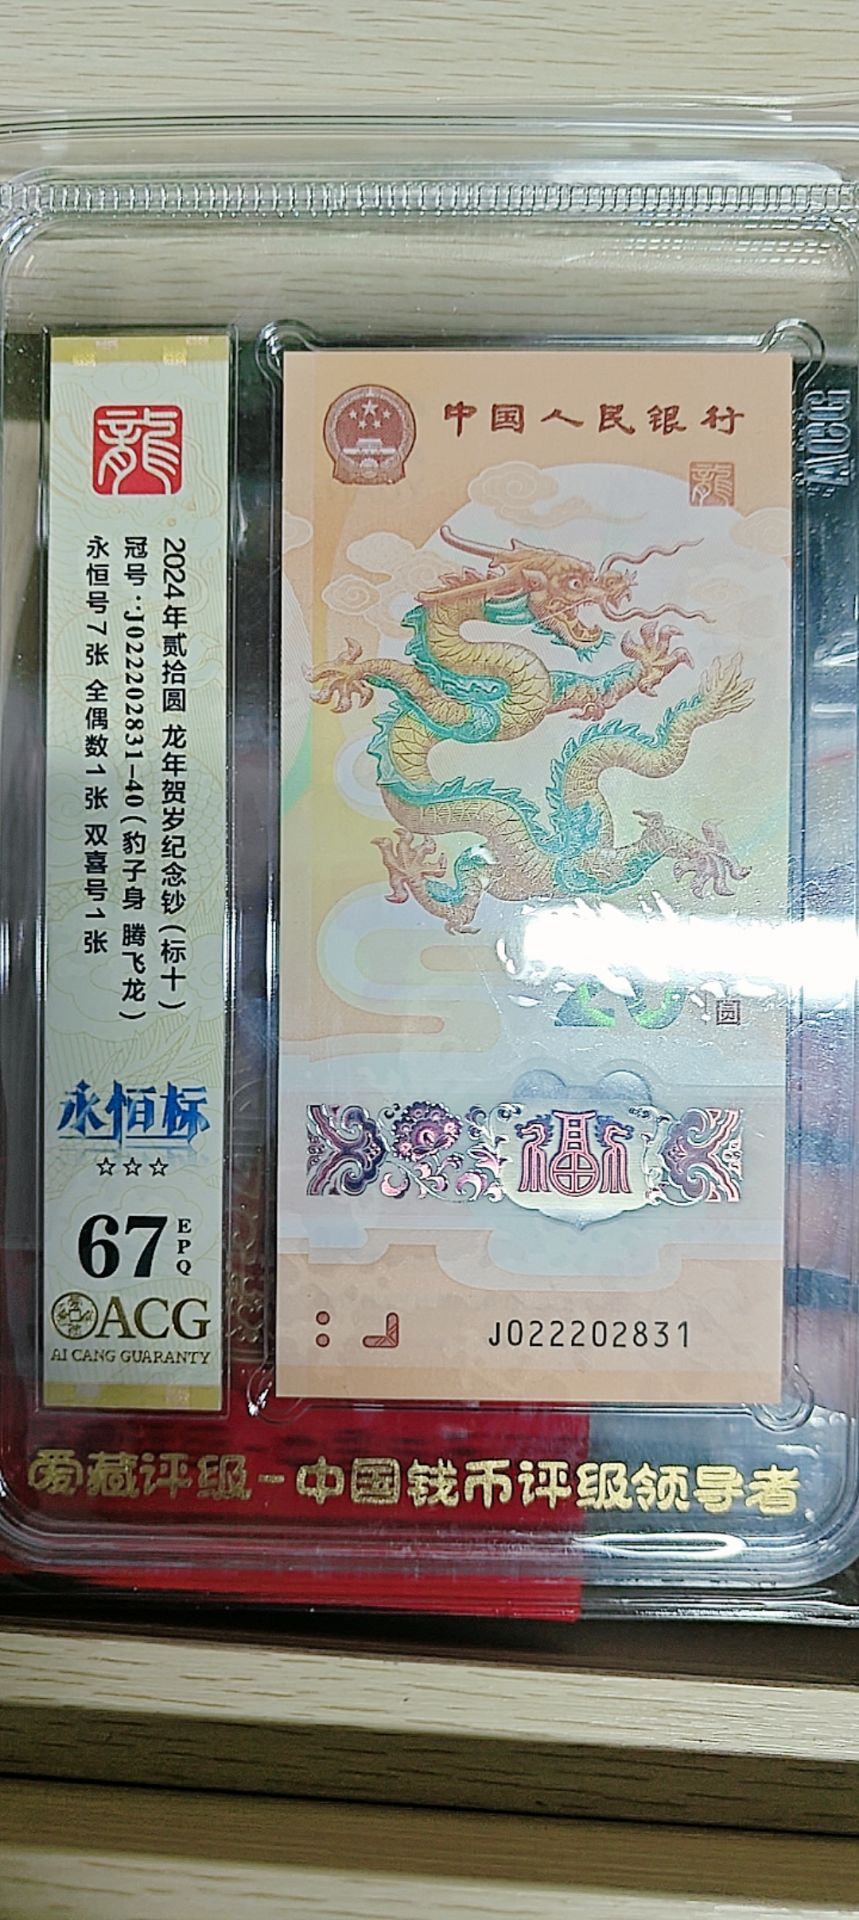 龍
2024年贰拾圆 龙年贺岁纪念钞(标十)
冠号:J022202831-40(豹子身 腾飞龙)
永恒号7张 全偶数1张 双喜号1张
永恒标
☆☆☆
67 EPQ
ACG
AI CANG GUARANTY
中国人民银行
龍
20
圆
福
J022202831
爱藏评级-中国钱币评级领导者